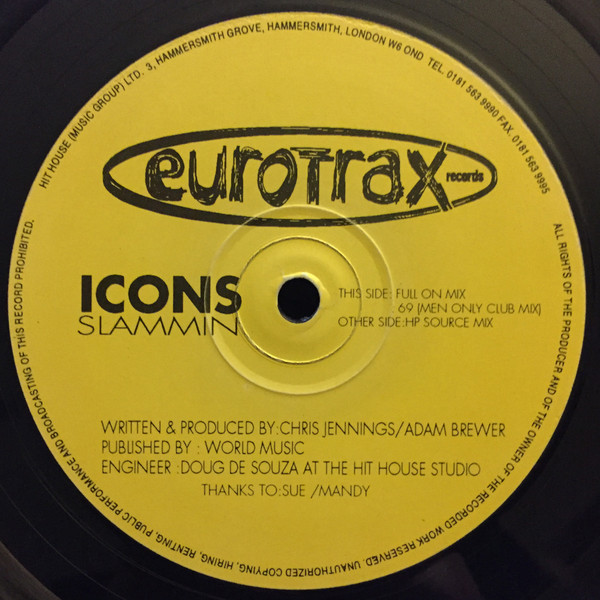 HIT HOUSE (MUSIC GROUP) LTD. 3, HAMMERSMITH GROVE, HAMMERSMITH, LONDON W6 OND TEL. 0181 563 9990 FAX. 0181 563 9995
eurotrax
records
ICONS
SLAMMIN
THIS SIDE: FULL ON MIX
: 69 (MEN ONLY CLUB MIX)
OTHER SIDE:HP SOURCE MIX
WRITTEN & PRODUCED BY:CHRIS JENNINGS/ADAM BREWER
PUBLISHED BY : WORLD MUSIC
ENGINEER :DOUG DE SOUZA AT THE HIT HOUSE STUDIO
THANKS TO:SUE /MANDY
ALL RIGHTS OF THE PRODUCER AND OF THE OWNER OF THE RECORDED WORK RESERVED. UNAUTHORIZED COPYING, HIRING, RENTING, PUBLIC PERFORMANCE AND BROADCASTING OF THIS RECORD PROHIBITED.